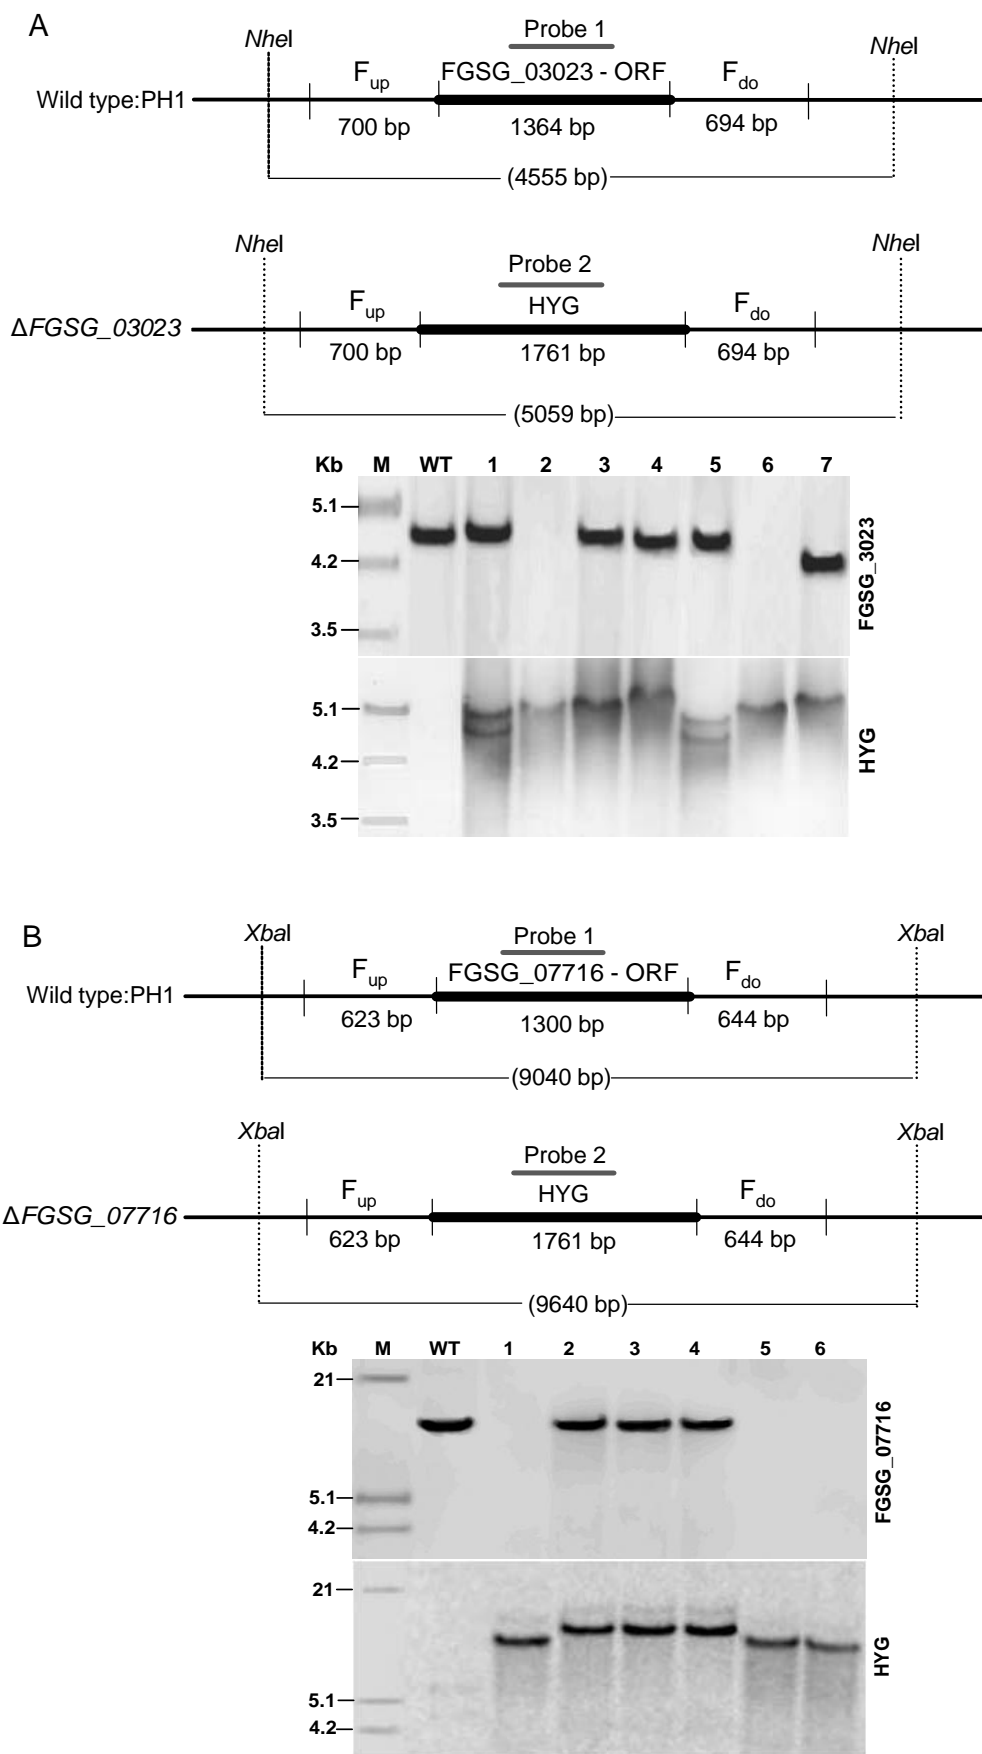 A
Probe 1
NheI
NheI
Fup
FGSG_03023 - ORF
Fdo
Wild type:PH1
700 bp
1364 bp
694 bp
(4555 bp)
NheI
NheI
Probe 2
Fup
HYG
Fdo
ΔFGSG_03023
700 bp
1761 bp
694 bp
(5059 bp)
Kb M WT 1 2 3 4 5 6 7
5.1
4.2
3.5
FGSG_3023
5.1
4.2
3.5
HYG
B
XbaI
Probe 1
XbaI
Fup
FGSG_07716 - ORF
Fdo
Wild type:PH1
623 bp
1300 bp
644 bp
(9040 bp)
XbaI
XbaI
Probe 2
Fup
HYG
Fdo
ΔFGSG_07716
623 bp
1761 bp
644 bp
(9640 bp)
Kb M WT 1 2 3 4 5 6
21
5.1
4.2
FGSG_07716
21
5.1
4.2
HYG